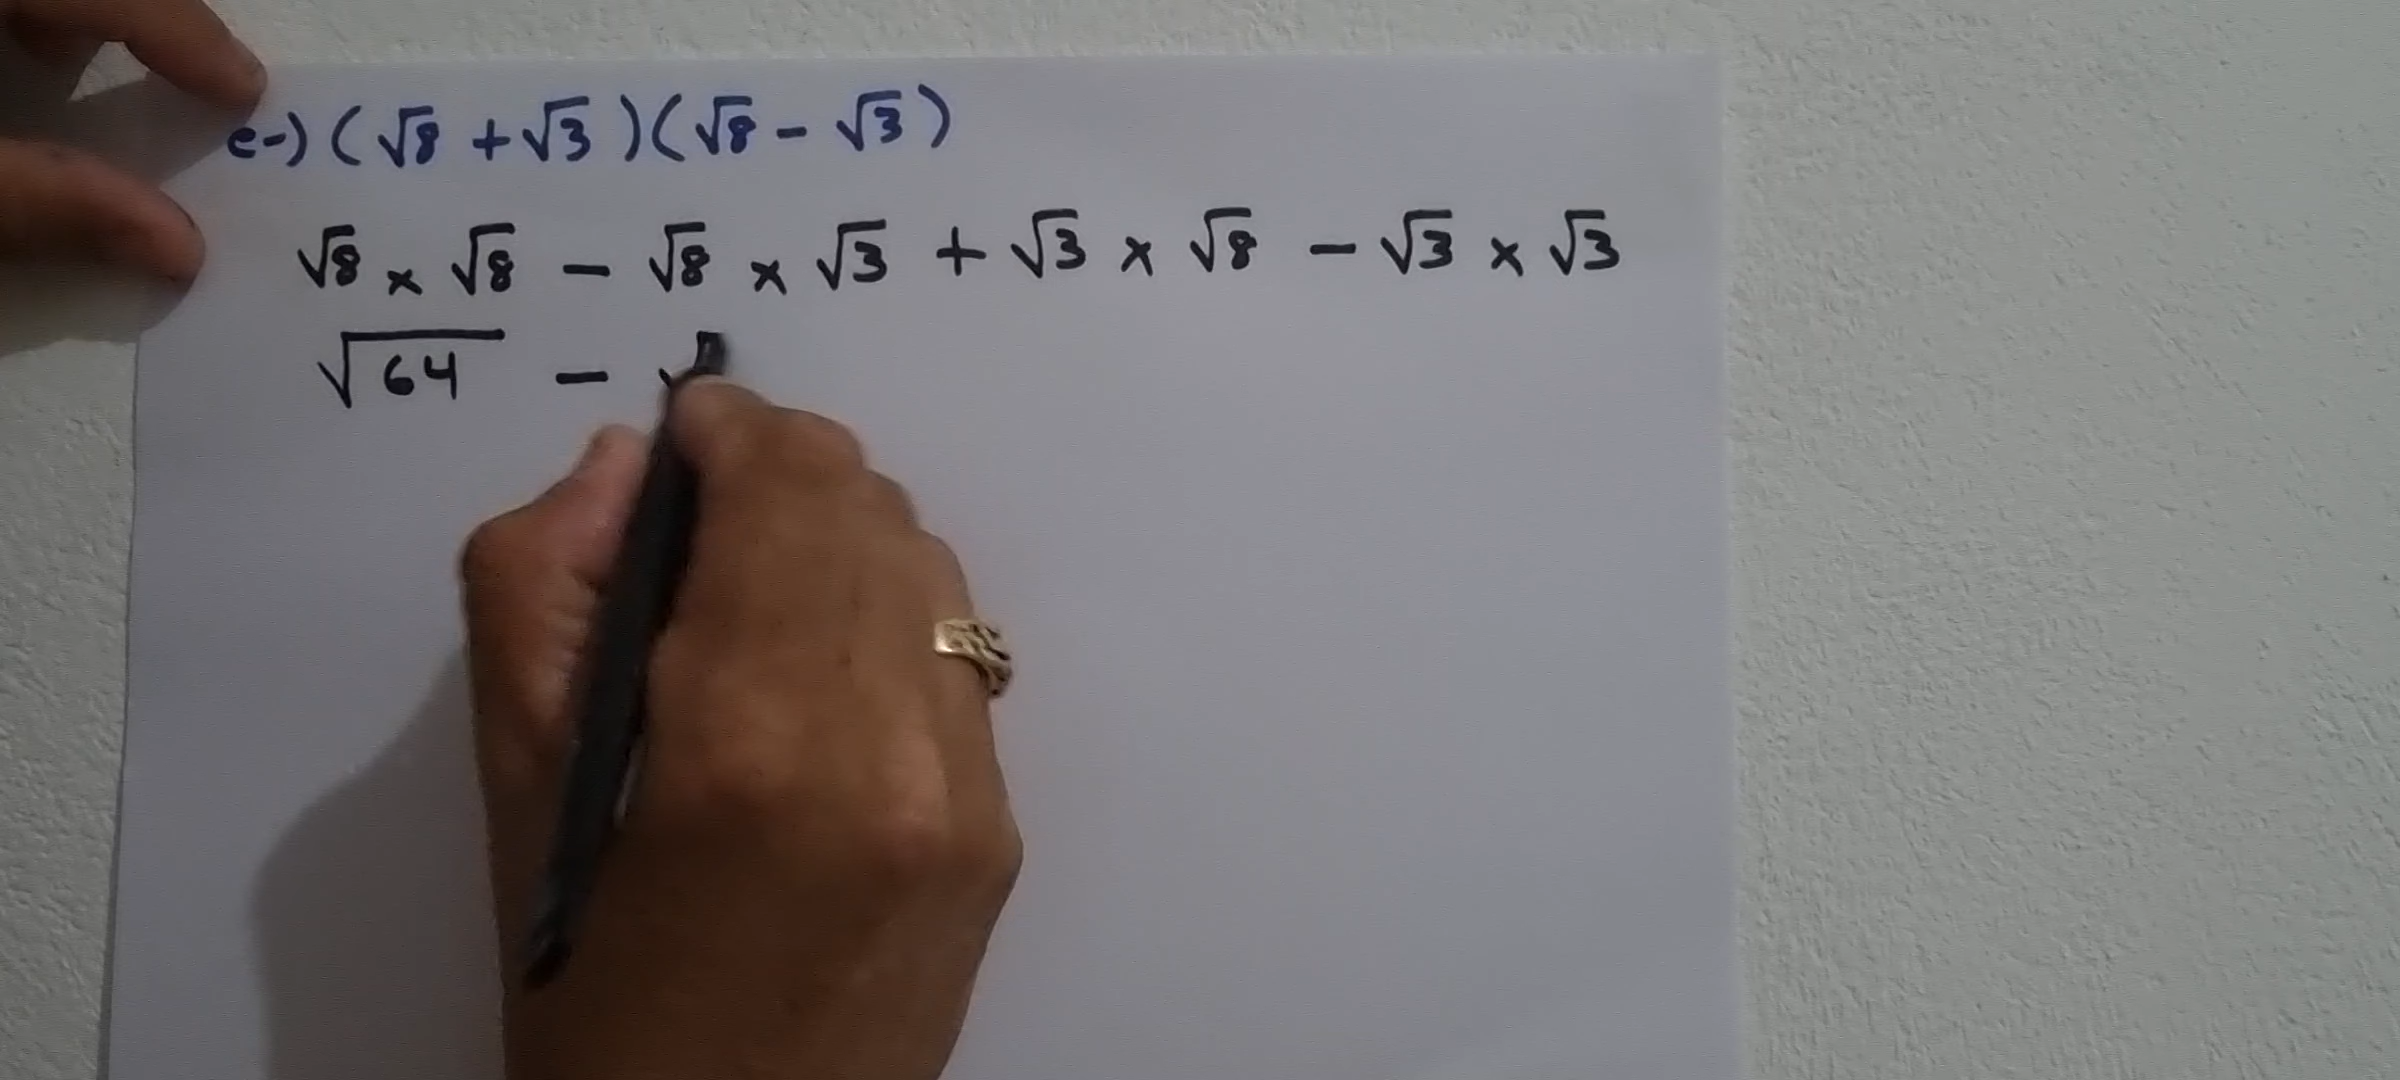 e-) (√8 + √3)(√8 - √3)
√8 x √8 - √8 x √3 + √3 x √8 - √3 x √3
√64 - √